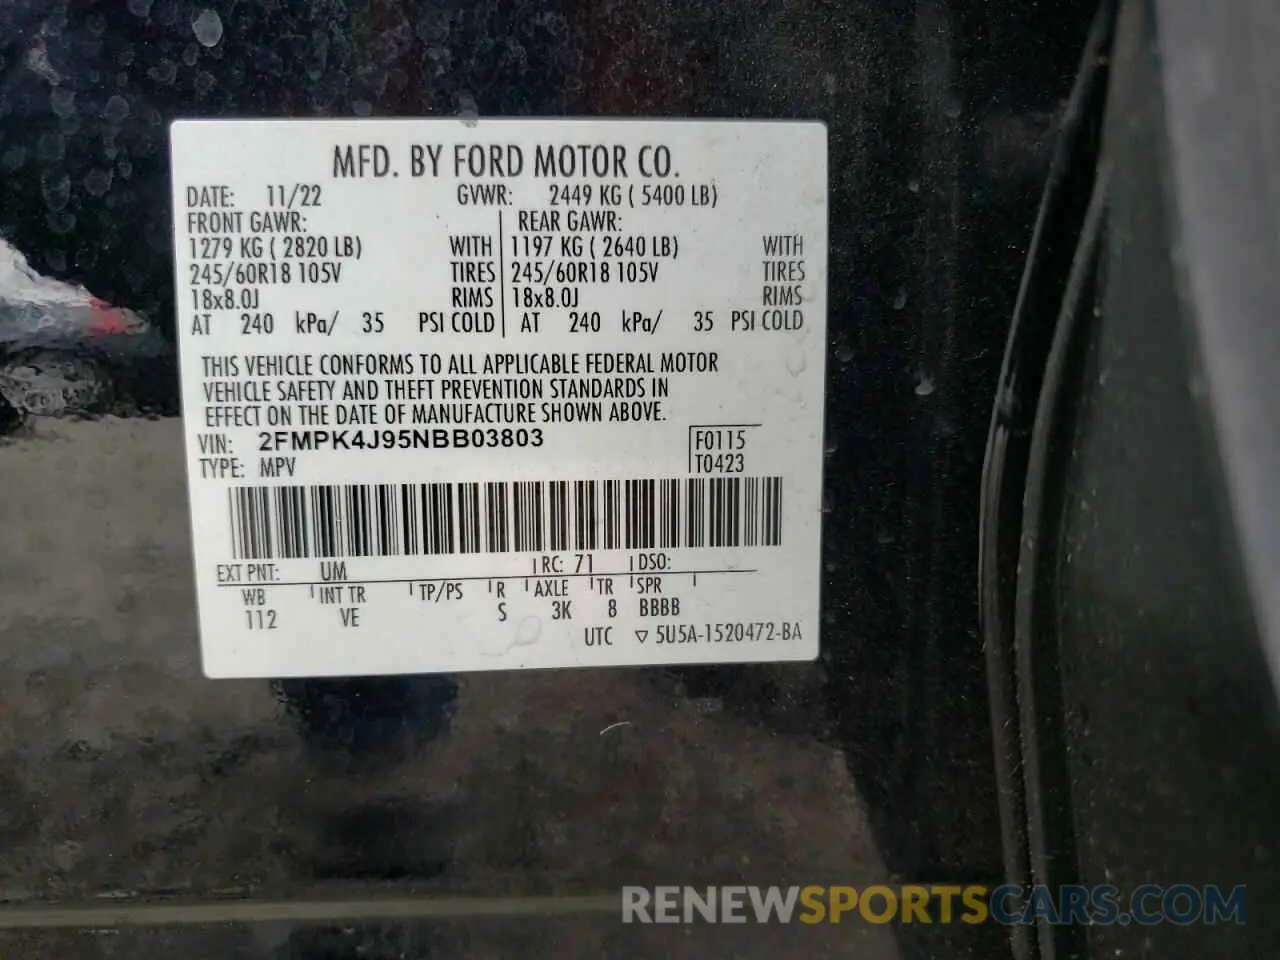 MFD. BY FORD MOTOR CO.
DATE: 11/22 GVWR: 2449 KG ( 5400 LB)
FRONT GAWR: REAR GAWR:
1279 KG ( 2820 LB) WITH 1197 KG ( 2640 LB) WITH
245/60R18 105V TIRES 245/60R18 105V TIRES
18x8.0J RIMS 18x8.0J RIMS
AT 240 kPa/ 35 PSI COLD AT 240 kPa/ 35 PSI COLD
THIS VEHICLE CONFORMS TO ALL APPLICABLE FEDERAL MOTOR
VEHICLE SAFETY AND THEFT PREVENTION STANDARDS IN
EFFECT ON THE DATE OF MANUFACTURE SHOWN ABOVE.
VIN: 2FMPK4J95NBB03803 F0115
TYPE: MPV T0423
EXT PNT: UM RC: 71 DSO:
WB INT TR TP/PS R AXLE TR SPR
112 VE S 3K 8 BBBB
UTC ▽ 5U5A-1520472-BA
RENEWSPORTSCARS.COM